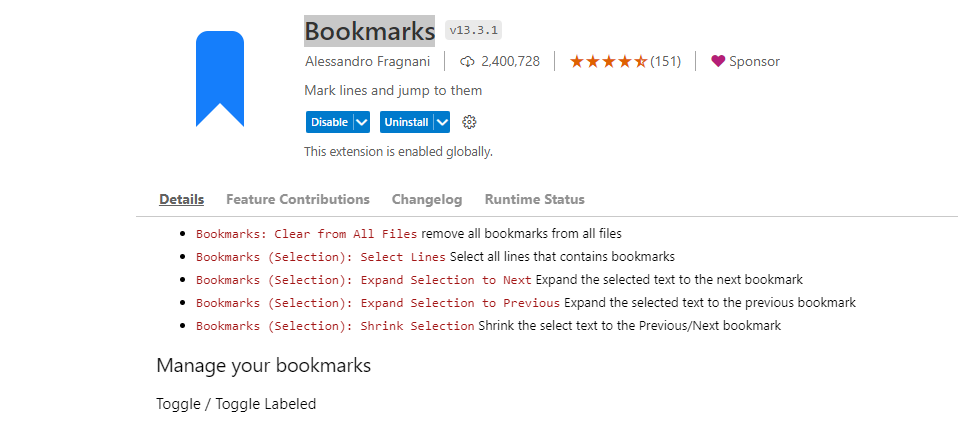 Bookmarks v13.3.1
Alessandro Fragnani 2,400,728 (151) Sponsor
Mark lines and jump to them
Disable Uninstall
This extension is enabled globally.
Details Feature Contributions Changelog Runtime Status
Bookmarks: Clear from All Files remove all bookmarks from all files
Bookmarks (Selection): Select Lines Select all lines that contains bookmarks
Bookmarks (Selection): Expand Selection to Next Expand the selected text to the next bookmark
Bookmarks (Selection): Expand Selection to Previous Expand the selected text to the previous bookmark
Bookmarks (Selection): Shrink Selection Shrink the select text to the Previous/Next bookmark
Manage your bookmarks
Toggle / Toggle Labeled